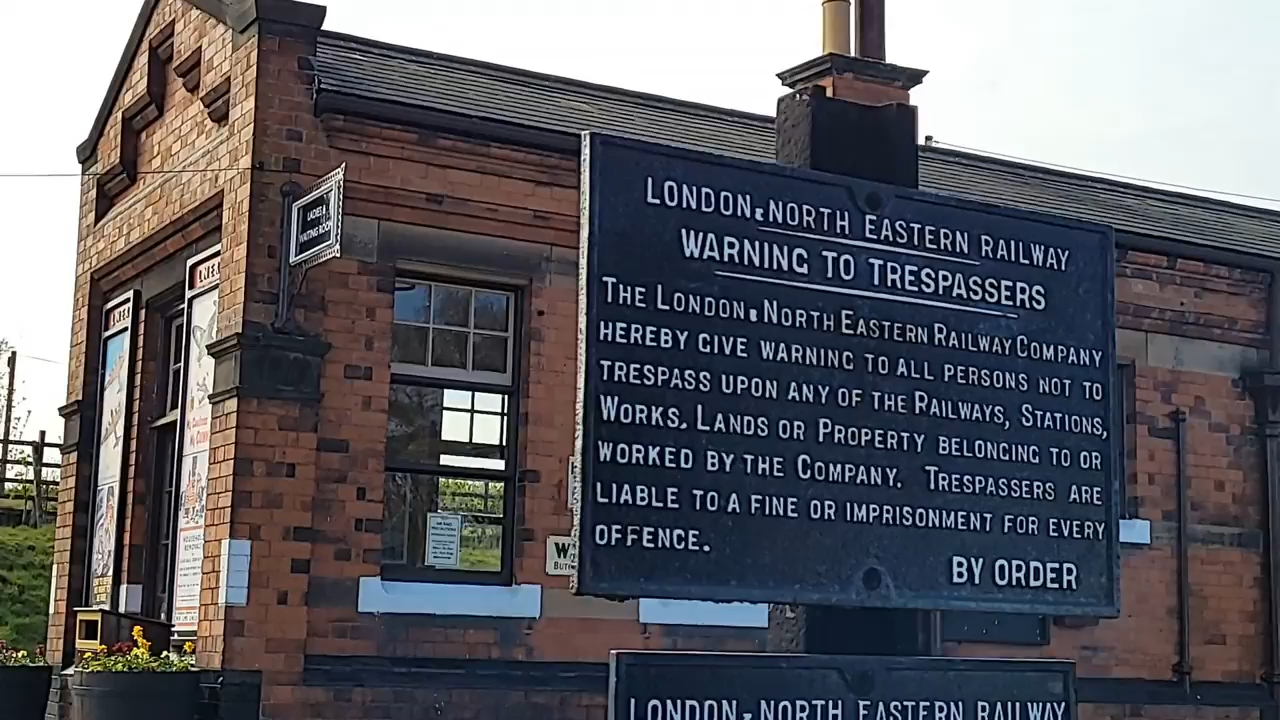 LADIES &
WAITING ROOM
L.N.E.R.
L.N.E.R.
LONDON & NORTH EASTERN RAILWAY
WARNING TO TRESPASSERS
THE LONDON & NORTH EASTERN RAILWAY COMPANY
HEREBY GIVE WARNING TO ALL PERSONS NOT TO
TRESPASS UPON ANY OF THE RAILWAYS, STATIONS,
WORKS, LANDS OR PROPERTY BELONGING TO OR
WORKED BY THE COMPANY. TRESPASSERS ARE
LIABLE TO A FINE OR IMPRISONMENT FOR EVERY
OFFENCE.
BY ORDER
LONDON & NORTH EASTERN RAILWAY